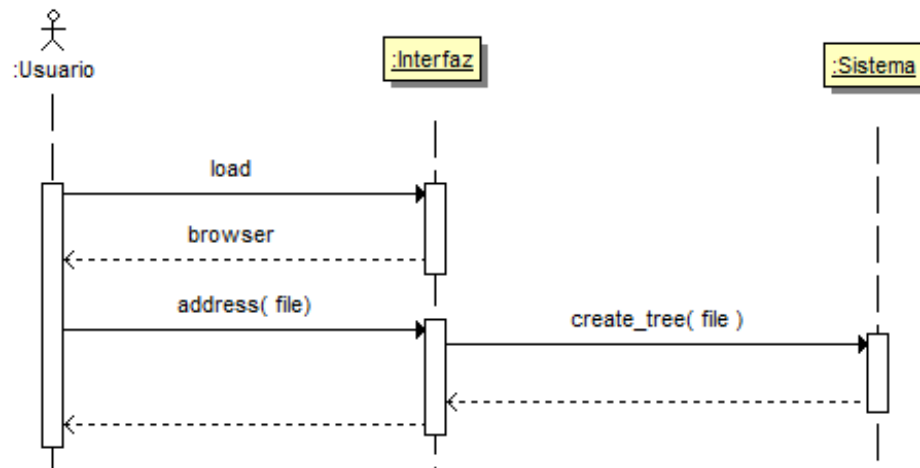 :Usuario
:Interfaz
:Sistema
load
browser
address( file)
create_tree( file )